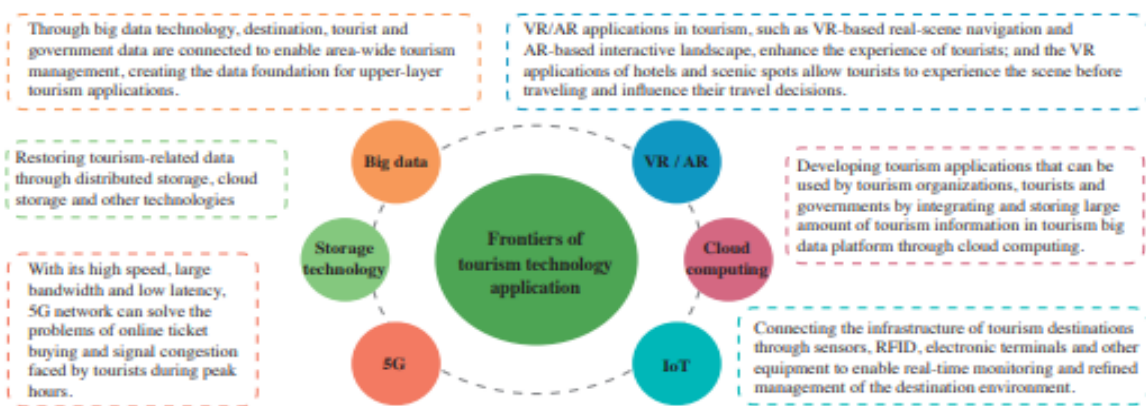 Through big data technology, destination, tourist and
government data are connected to enable area-wide tourism
management, creating the data foundation for upper-layer
tourism applications.
VR/AR applications in tourism, such as VR-based real-scene navigation and
AR-based interactive landscape, enhance the experience of tourists; and the VR
applications of hotels and scenic spots allow tourists to experience the scene before
traveling and influence their travel decisions.
Restoring tourism-related data
through distributed storage, cloud
storage and other technologies
Big data
VR / AR
Developing tourism applications that can be
used by tourism organizations, tourists and
governments by integrating and storing large
amount of tourism information in tourism big
data platform through cloud computing.
Storage
technology
Frontiers of
tourism technology
application
Cloud
computing
With its high speed, large
bandwidth and low latency,
5G network can solve the
problems of online ticket
buying and signal congestion
faced by tourists during peak
hours.
5G
IoT
Connecting the infrastructure of tourism destinations
through sensors, RFID, electronic terminals and other
equipment to enable real-time monitoring and refined
management of the destination environment.